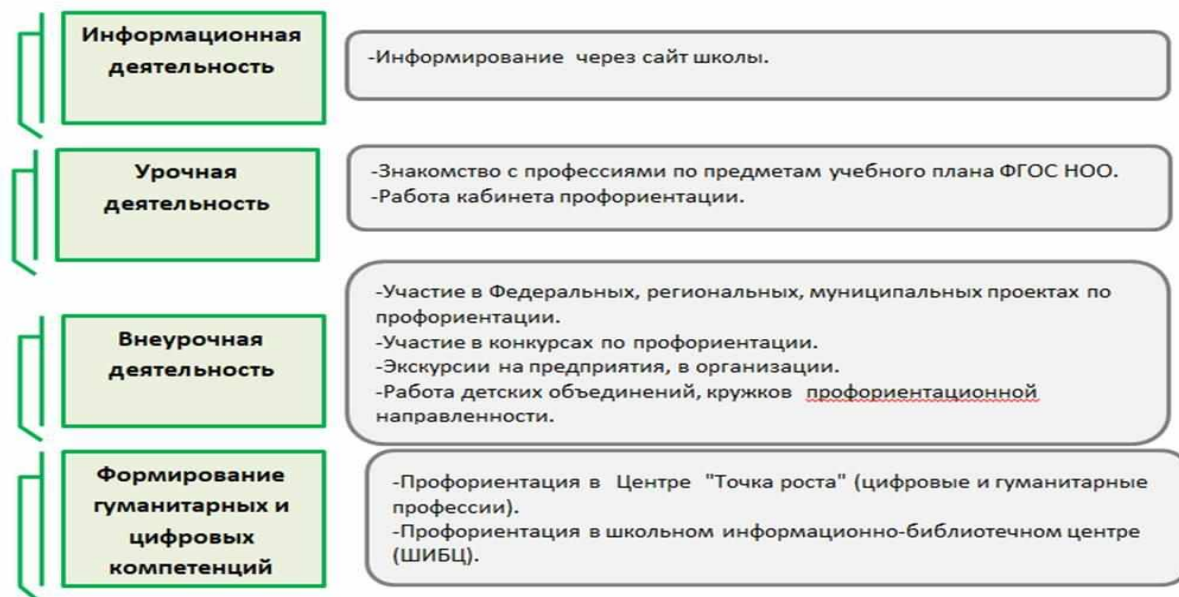 Информационная
деятельность
-Информирование через сайт школы.
Урочная
деятельность
-Знакомство с профессиями по предметам учебного плана ФГОС НОО.
-Работа кабинета профориентации.
Внеурочная
деятельность
-Участие в Федеральных, региональных, муниципальных проектах по
профориентации.
-Участие в конкурсах по профориентации.
-Экскурсии на предприятия, в организации.
-Работа детских объединений, кружков профориентационной
направленности.
Формирование
гуманитарных и
цифровых
компетенций
-Профориентация в Центре "Точка роста" (цифровые и гуманитарные
профессии).
-Профориентация в школьном информационно-библиотечном центре
(ШИБЦ).